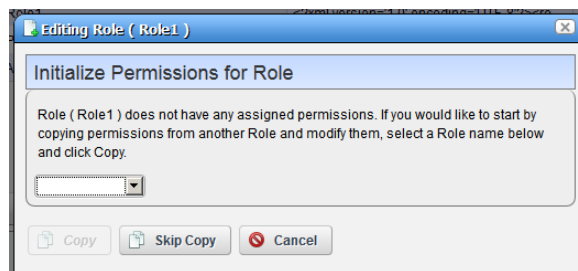 Editing Role ( Role1 )
Initialize Permissions for Role
Role ( Role1 ) does not have any assigned permissions. If you would like to start by
copying permissions from another Role and modify them, select a Role name below
and click Copy.
Copy
Skip Copy
Cancel